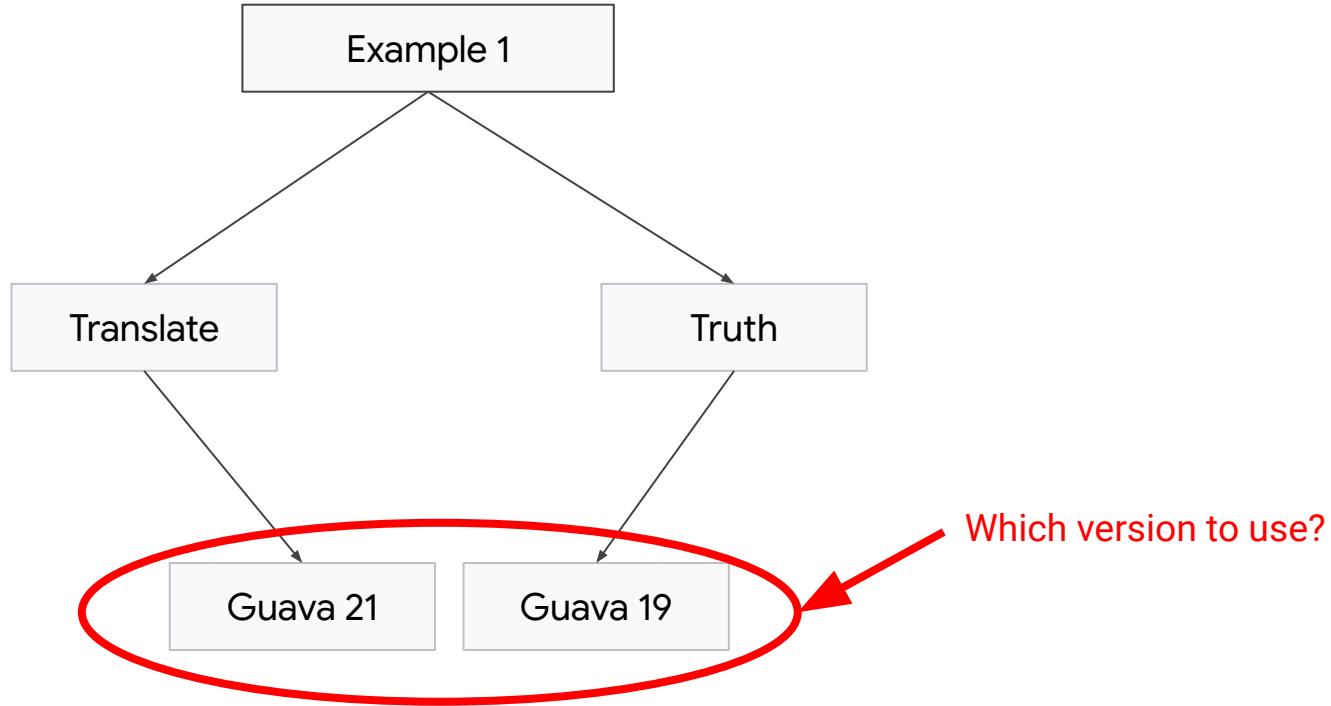 Example 1
Translate
Truth
Which version to use?
Guava 21
Guava 19